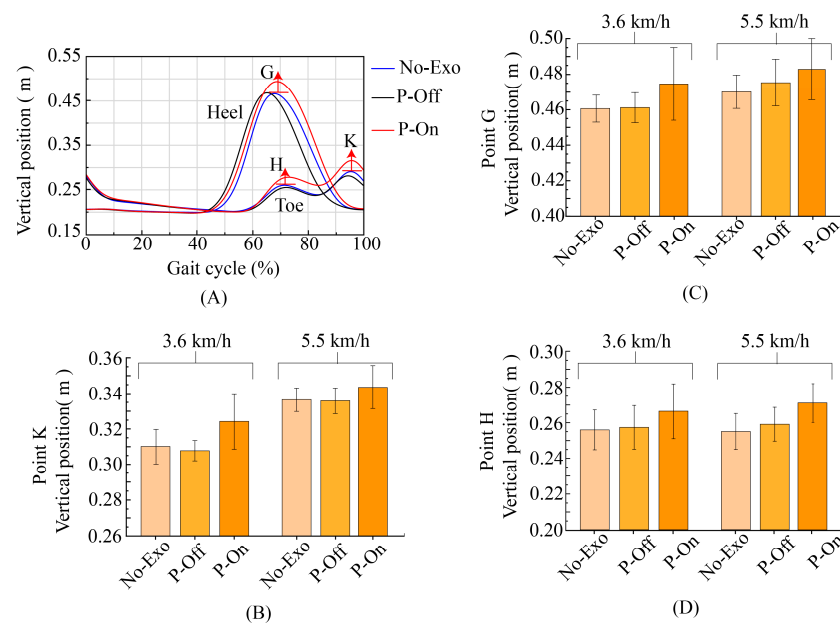 Vertical position ( m )
0.55
0.45
0.35
0.25
0.15
G
Heel
H
Toe
K
No-Exo
P-Off
P-On
0 20 40 60 80 100
Gait cycle (%)
(A)
3.6 km/h 5.5 km/h
Point G
Vertical position( m )
0.50
0.48
0.46
0.44
0.42
0.40
No-Exo P-Off P-On No-Exo P-Off P-On
(C)
3.6 km/h 5.5 km/h
Point K
Vertical position( m )
0.36
0.34
0.32
0.30
0.28
0.26
No-Exo P-Off P-On No-Exo P-Off P-On
(B)
3.6 km/h 5.5 km/h
Point H
Vertical position( m )
0.30
0.28
0.26
0.24
0.22
0.20
No-Exo P-Off P-On No-Exo P-Off P-On
(D)